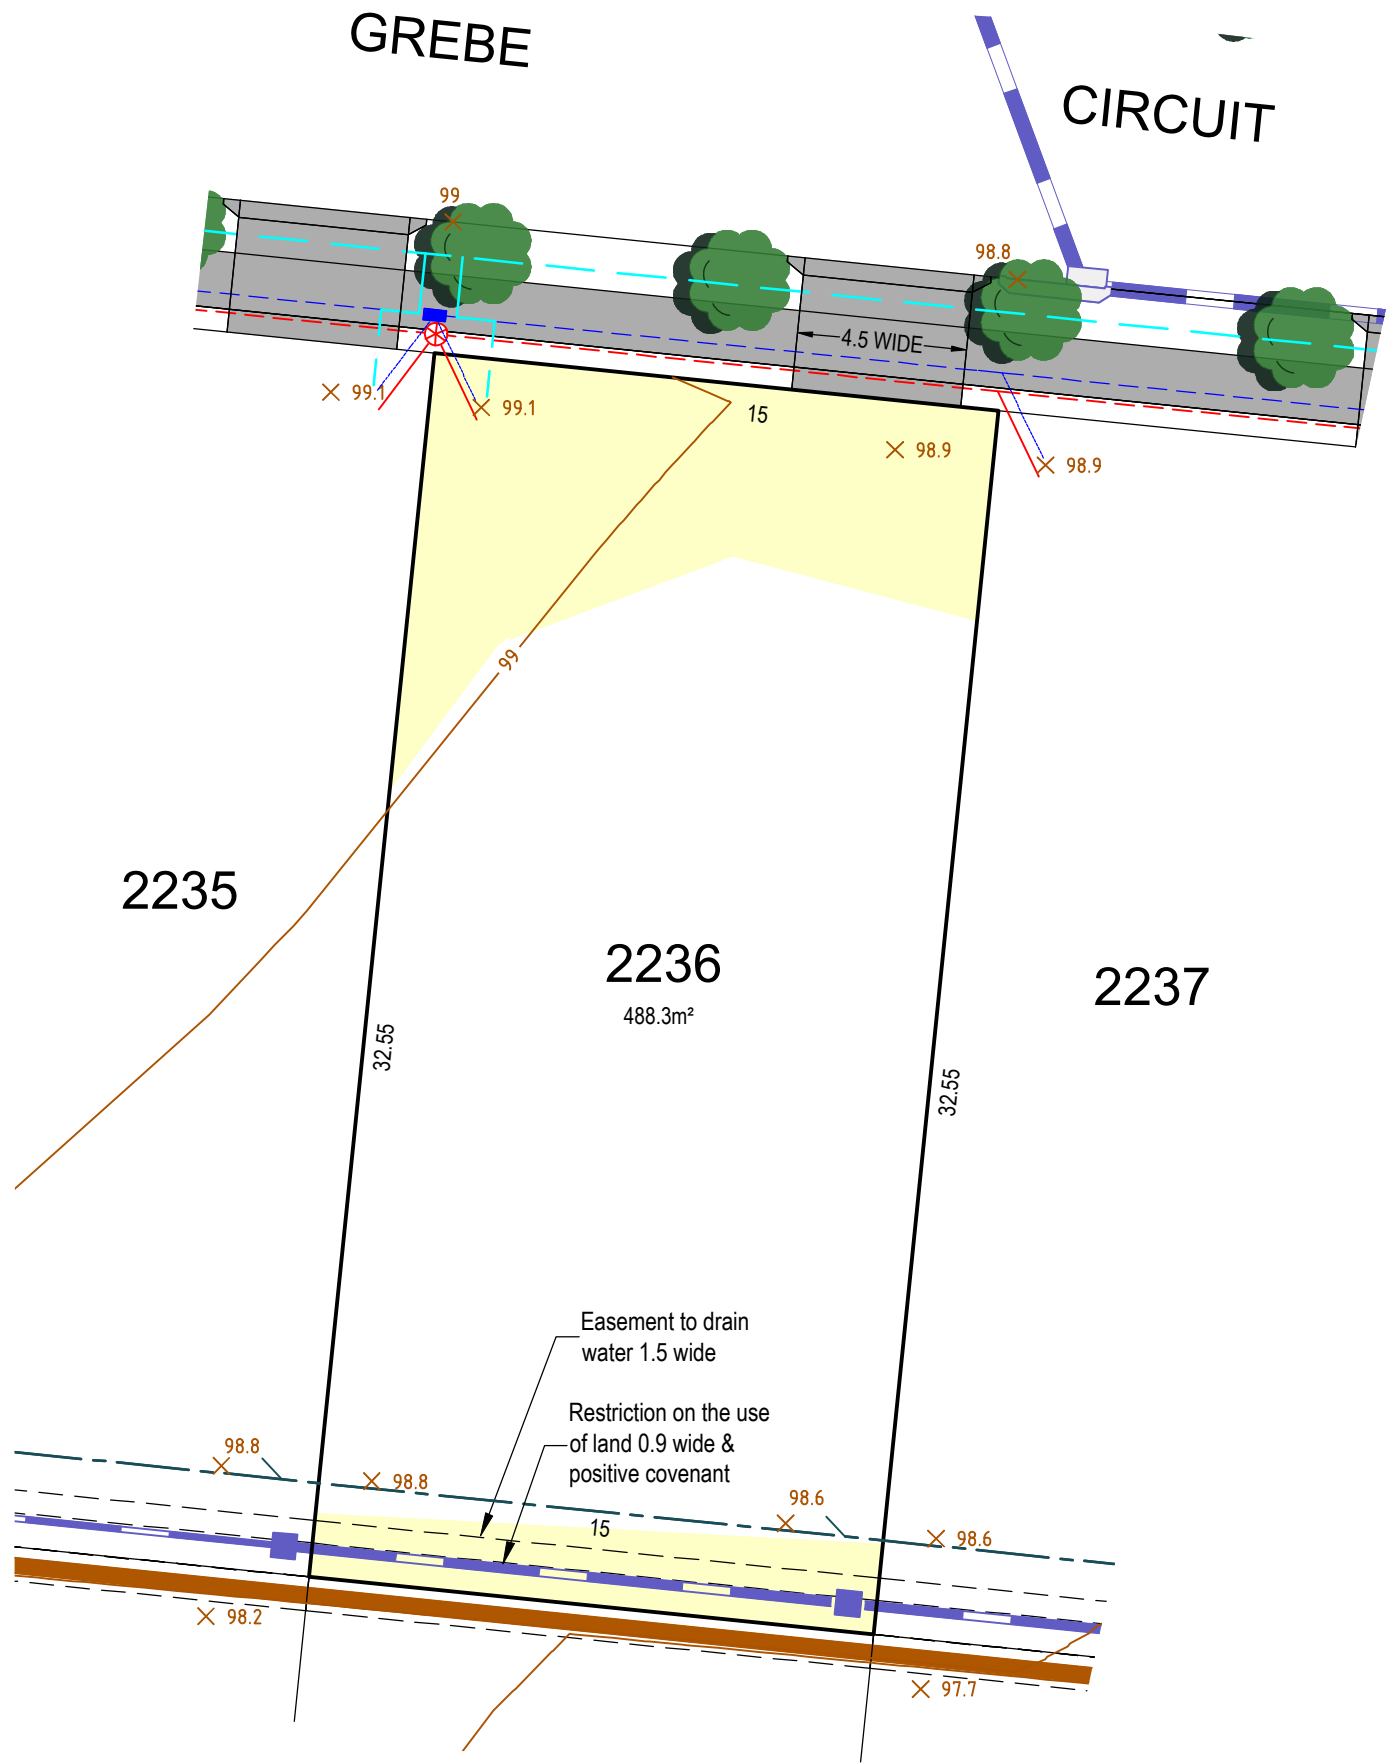 GREBE
CIRCUIT
99
98.8
4.5 WIDE
99.1
99.1
15
98.9
98.9
99
2235
2236
488.3m²
2237
32.55
32.55
Easement to drain
water 1.5 wide
Restriction on the use
of land 0.9 wide &
positive covenant
98.8
98.8
98.6
98.6
15
98.2
97.7